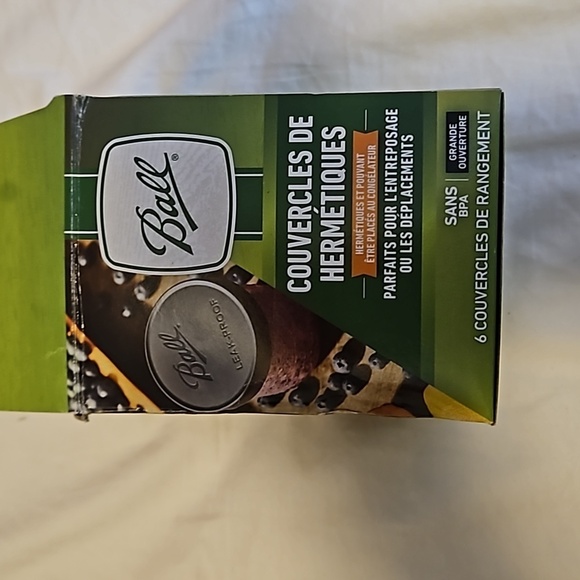 Ball®
COUVERCLES DE
HERMÉTIQUES
HERMÉTIQUES ET POUVANT
ÊTRE PLACÉS AU CONGÉLATEUR
PARFAITS POUR L'ENTREPOSAGE
OU LES DÉPLACEMENTS
Ball
LEAK-PROOF
SANS
BPA
GRANDE
OUVERTURE
6 COUVERCLES DE RANGEMENT